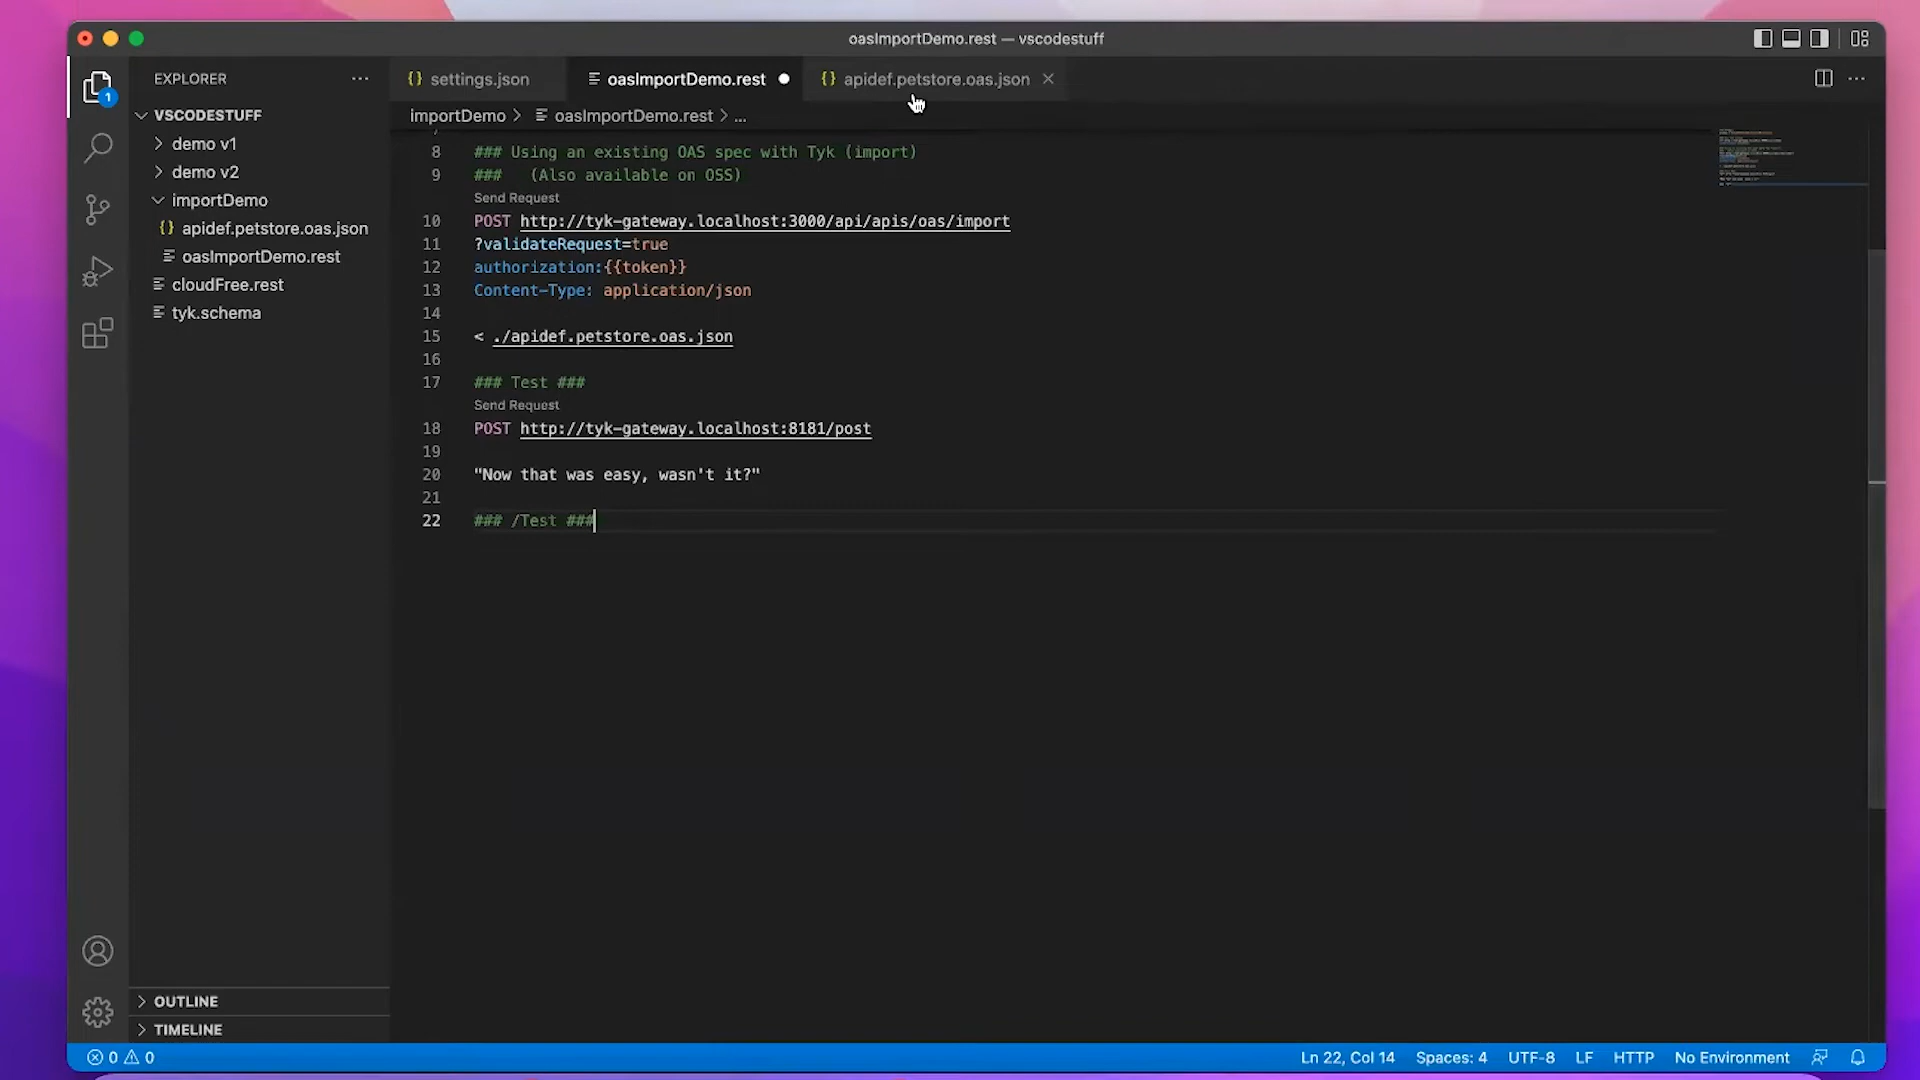 oasImportDemo.rest — vscodestuff
EXPLORER
settings.json
oasImportDemo.rest
apidef.petstore.oas.json
1
VSCODESTUFF
importDemo > oasImportDemo.rest > ...
demo v1
demo v2
importDemo
apidef.petstore.oas.json
oasImportDemo.rest
cloudFree.rest
tyk.schema
8 ### Using an existing OAS spec with Tyk (import)
9 ###   (Also available on OSS)
Send Request
10 POST http://tyk-gateway.localhost:3000/api/apis/oas/import
11 ?validateRequest=true
12 authorization:{{token}}
13 Content-Type: application/json
14
15 < ./apidef.petstore.oas.json
16
17 ### Test ###
Send Request
18 POST http://tyk-gateway.localhost:8181/post
19
20 "Now that was easy, wasn't it?"
21
22 ### /Test ###
OUTLINE
TIMELINE
0 0
Ln 22, Col 14
Spaces: 4
UTF-8
LF
HTTP
No Environment